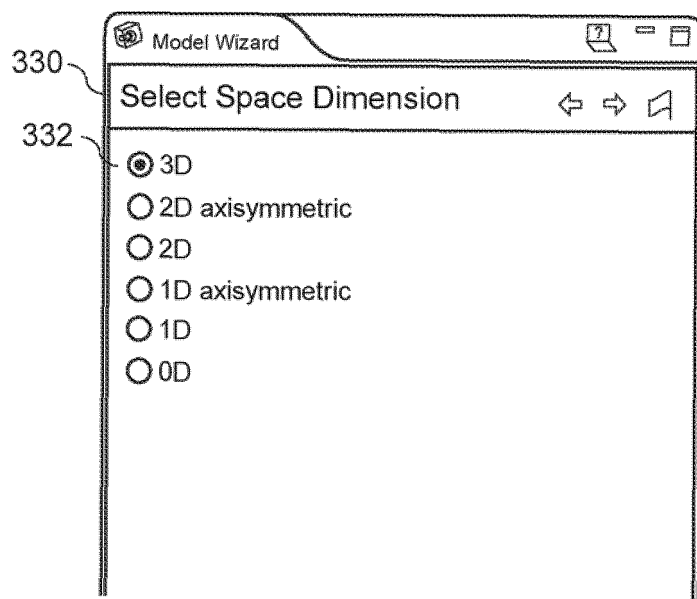 Model Wizard
?
330
Select Space Dimension
332
3D
2D axisymmetric
2D
1D axisymmetric
1D
0D